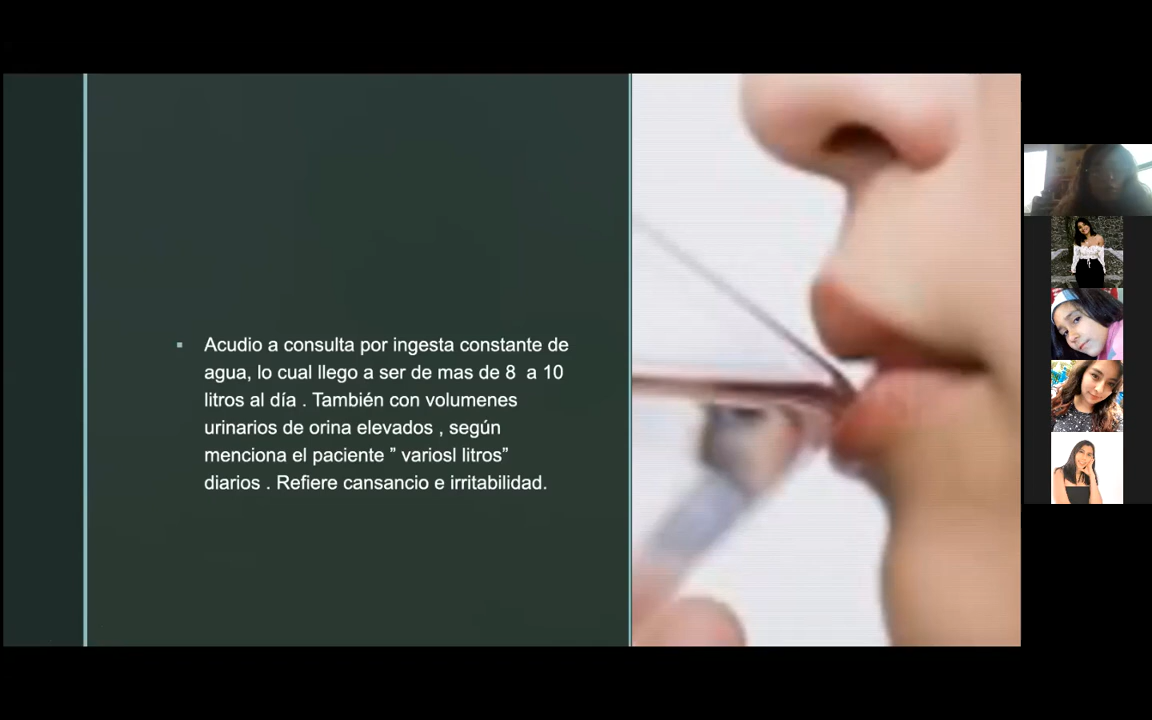 Acudio a consulta por ingesta constante de
agua, lo cual llego a ser de mas de 8  a 10
litros al día . También con volumenes
urinarios de orina elevados , según
menciona el paciente ” variosl litros”
diarios . Refiere cansancio e irritabilidad.